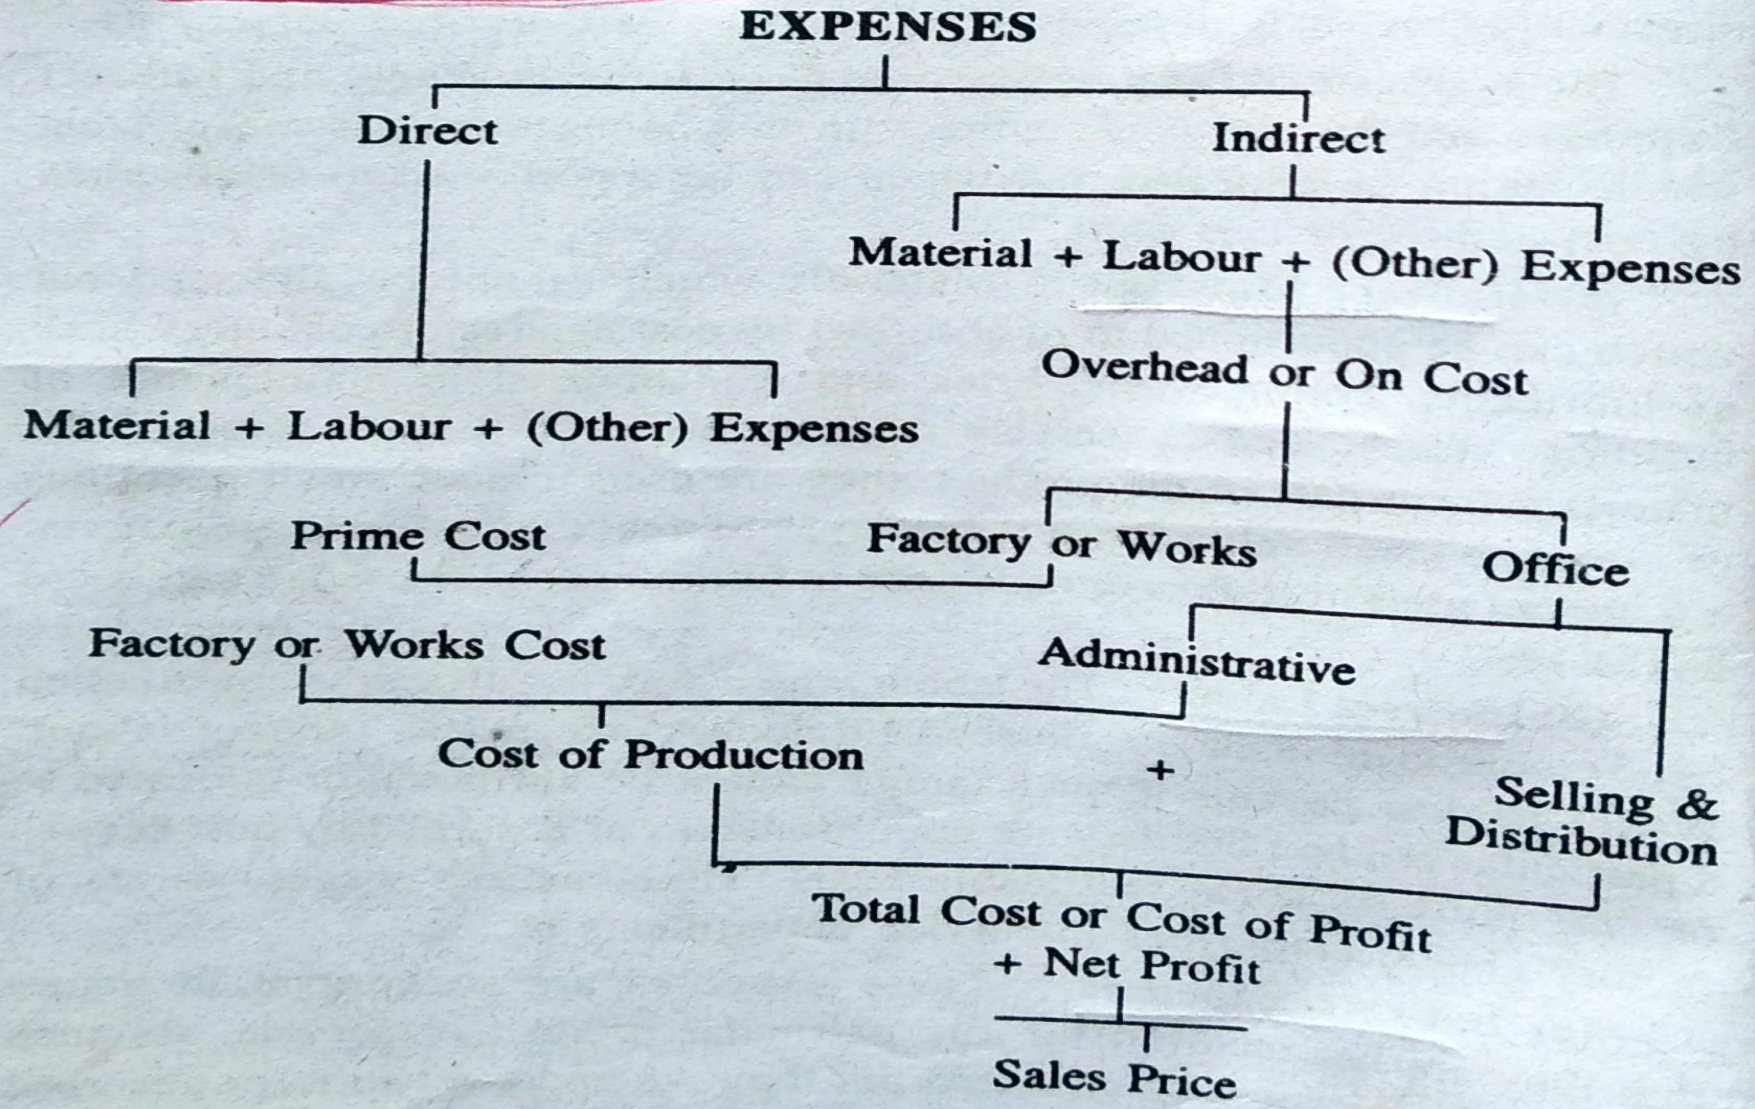 EXPENSES
Direct
Indirect
Material + Labour + (Other) Expenses
Overhead or On Cost
Material + Labour + (Other) Expenses
Prime Cost
Factory or Works
Office
Factory or Works Cost
Administrative
Cost of Production
+
Selling &
Distribution
Total Cost or Cost of Profit
+ Net Profit
Sales Price